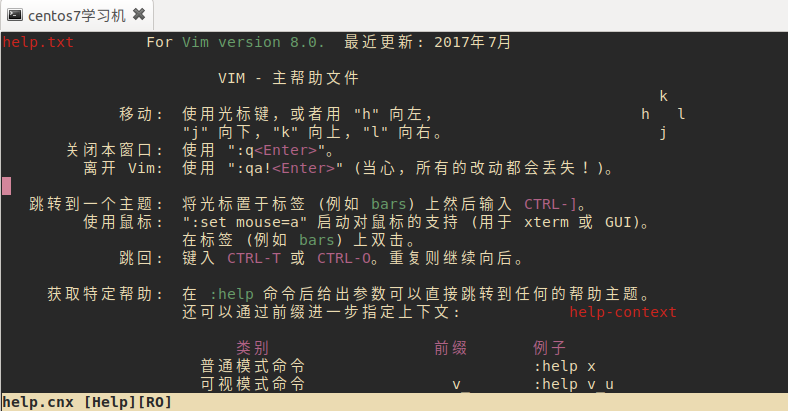 centos7学习机
help.txt For Vim version 8.0. 最近更新: 2017年7月
VIM - 主帮助文件
k
移动: 使用光标键，或者用 "h" 向左， h l
"j" 向下，"k" 向上，"l" 向右。 j
关闭本窗口: 使用 ":q<Enter>"。
离开 Vim: 使用 ":qa!<Enter>" (当心，所有的改动都会丢失！)。
跳转到一个主题: 将光标置于标签 (例如 bars) 上然后输入 CTRL-]。
使用鼠标: ":set mouse=a" 启动对鼠标的支持 (用于 xterm 或 GUI)。
在标签 (例如 bars) 上双击。
跳回: 键入 CTRL-T 或 CTRL-O。重复则继续向后。
获取特定帮助: 在 :help 命令后给出参数可以直接跳转到任何的帮助主题。
还可以通过前缀进一步指定上下文: help-context
类别 前缀 例子
普通模式命令 :help x
可视模式命令 v_ :help v_u
help.cnx [Help][RO]